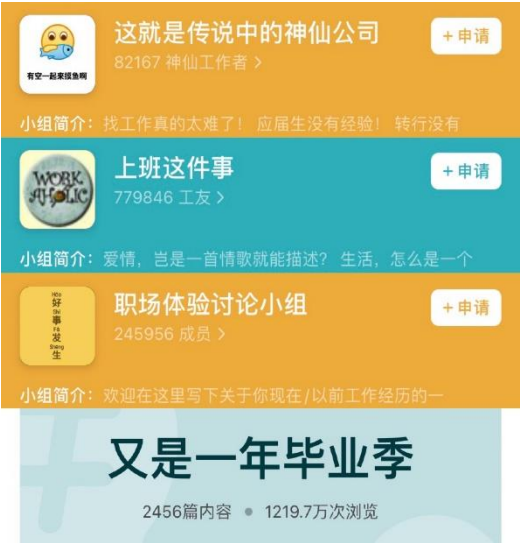 这就是传说中的神仙公司
82167 神仙工作者 >
+申请
有空一起来摸鱼啊
小组简介：找工作真的太难了！ 应届生没有经验！ 转行没有
WORK
AHOLIC
上班这件事
779846 工友 >
+申请
小组简介：爱情，岂是一首情歌就能描述？ 生活，怎么是一个
Hǎo
好
Shì
事
Fā
发
Shēng
生
职场体验讨论小组
245956 成员 >
+申请
小组简介：欢迎在这里写下关于你现在/以前工作经历的一
又是一年毕业季
2456篇内容 ● 1219.7万次浏览